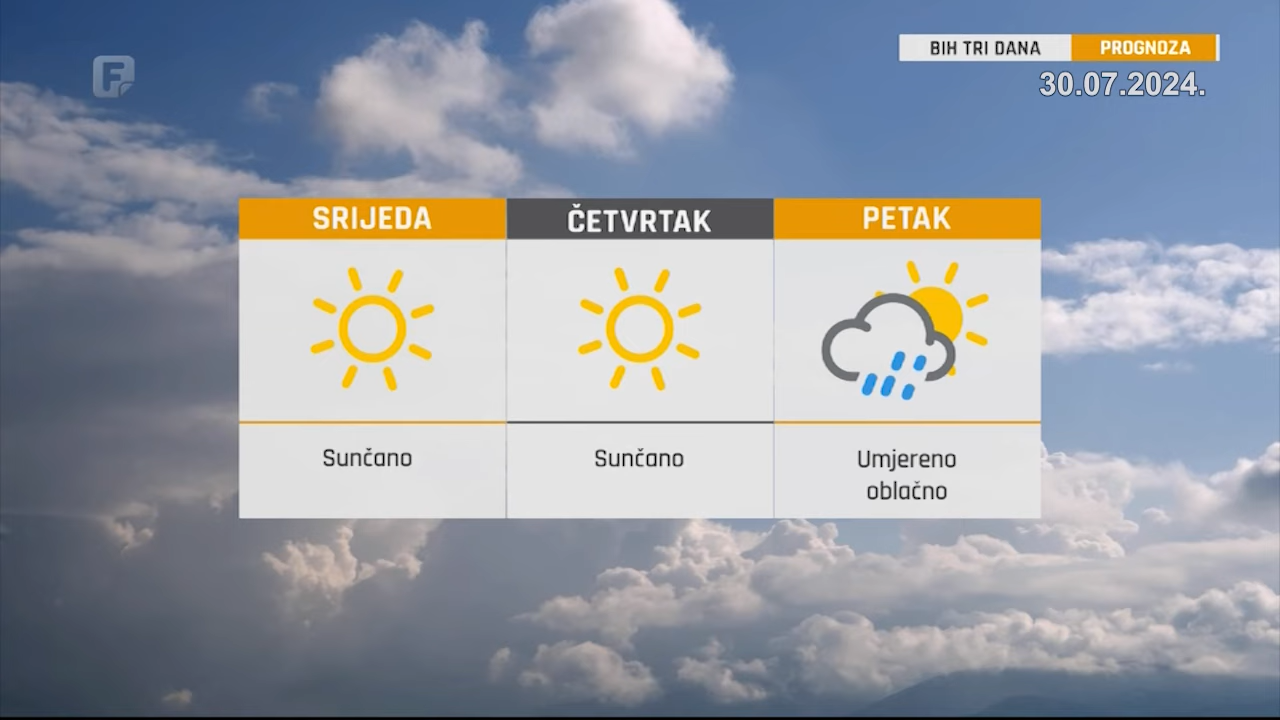 F
BIH TRI DANA PROGNOZA
30.07.2024.
SRIJEDA ČETVRTAK PETAK
Sunčano Sunčano Umjereno
oblačno